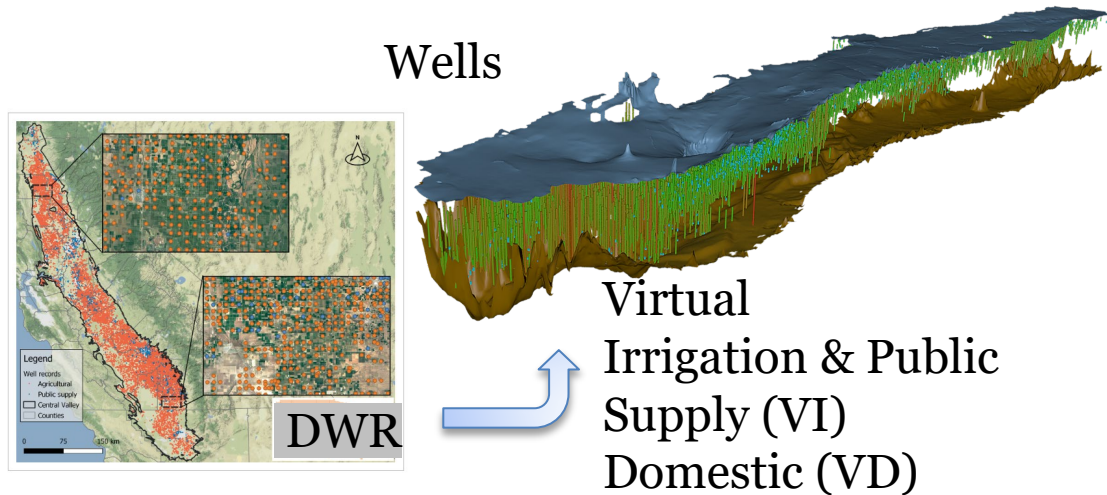 Wells
N
Legend
Well records
Agricultural
Public supply
Central Valley
Counties
0 75 150 km
DWR
Virtual
Irrigation & Public
Supply (VI)
Domestic (VD)